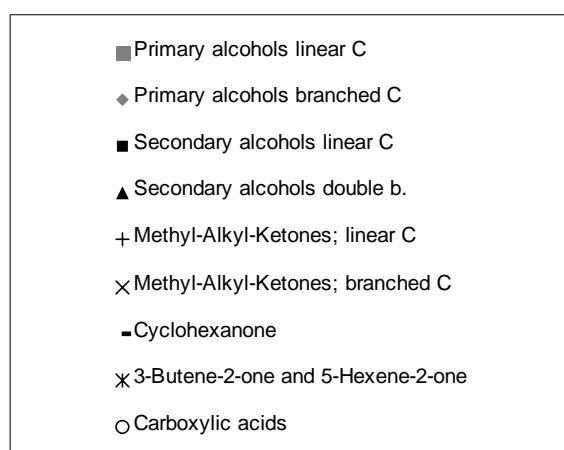 Primary alcohols linear C
Primary alcohols branched C
Secondary alcohols linear C
Secondary alcohols double b.
Methyl-Alkyl-Ketones; linear C
Methyl-Alkyl-Ketones; branched C
Cyclohexanone
3-Butene-2-one and 5-Hexene-2-one
Carboxylic acids